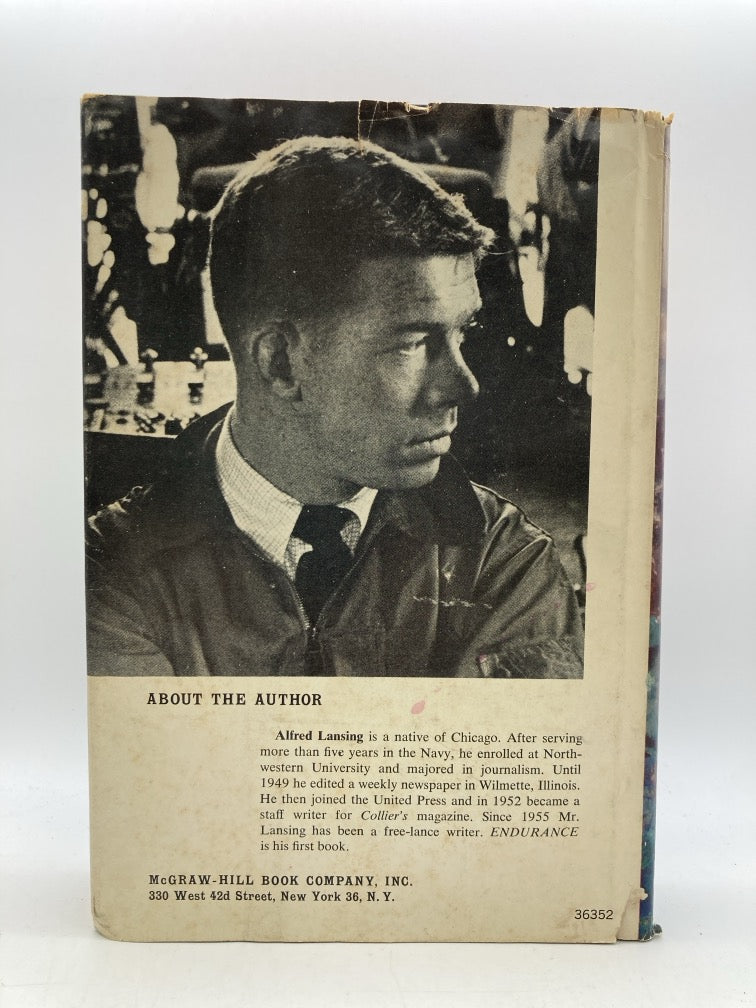 ABOUT THE AUTHOR
Alfred Lansing is a native of Chicago. After serving
more than five years in the Navy, he enrolled at North-
western University and majored in journalism. Until
1949 he edited a weekly newspaper in Wilmette, Illinois.
He then joined the United Press and in 1952 became a
staff writer for Collier's magazine. Since 1955 Mr.
Lansing has been a free-lance writer. ENDURANCE
is his first book.
McGRAW-HILL BOOK COMPANY, INC.
330 West 42d Street, New York 36, N. Y.
36352